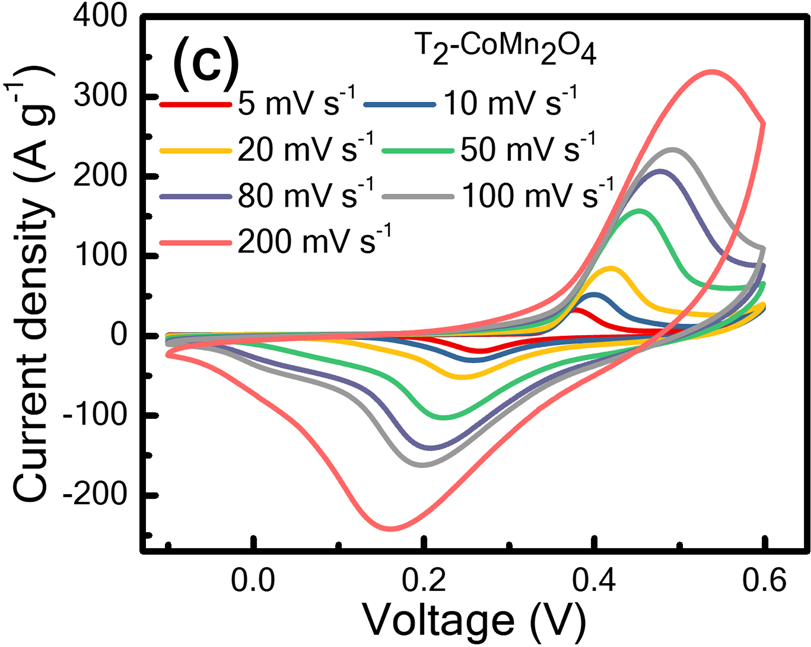 (c)
T₂-CoMn₂O₄
5 mV s⁻¹ 10 mV s⁻¹
20 mV s⁻¹ 50 mV s⁻¹
80 mV s⁻¹ 100 mV s⁻¹
200 mV s⁻¹
Current density (A g⁻¹)
400
300
200
100
0
-100
-200
0.0 0.2 0.4 0.6
Voltage (V)